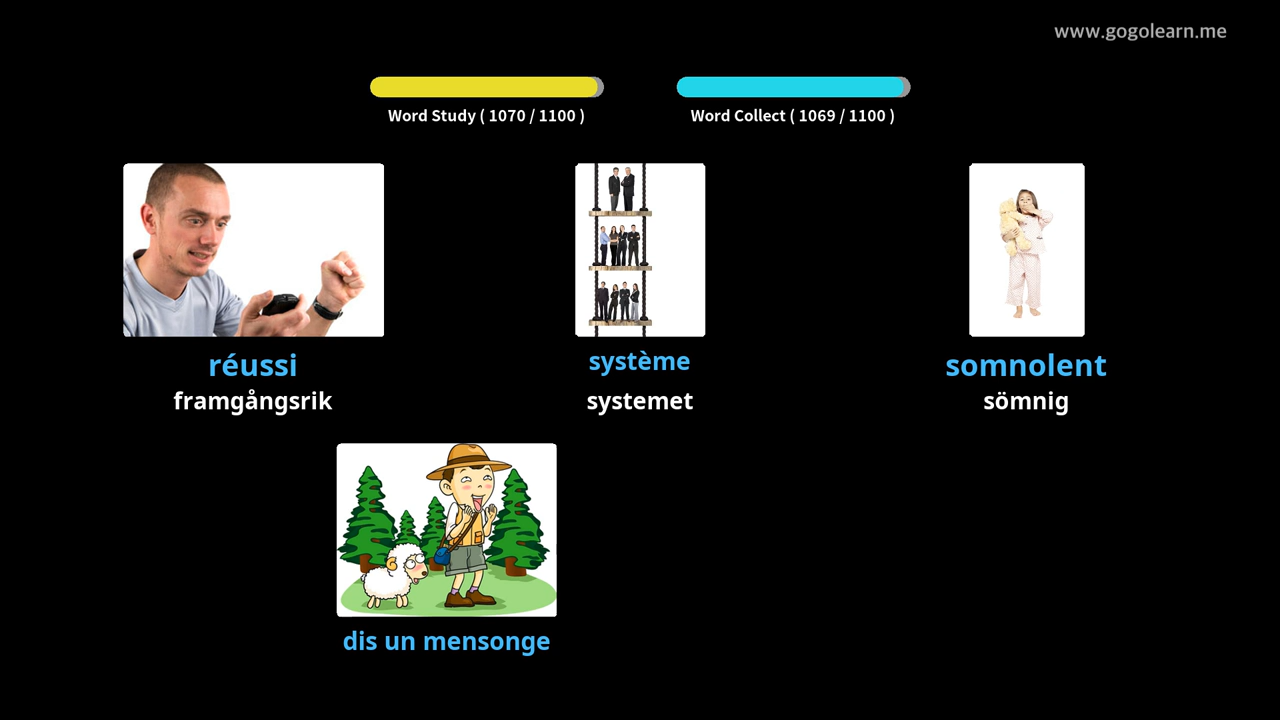 www.gogolearn.me
Word Study ( 1070 / 1100 )
Word Collect ( 1069 / 1100 )
réussi
framgångsrik
système
systemet
somnolent
sömnig
dis un mensonge